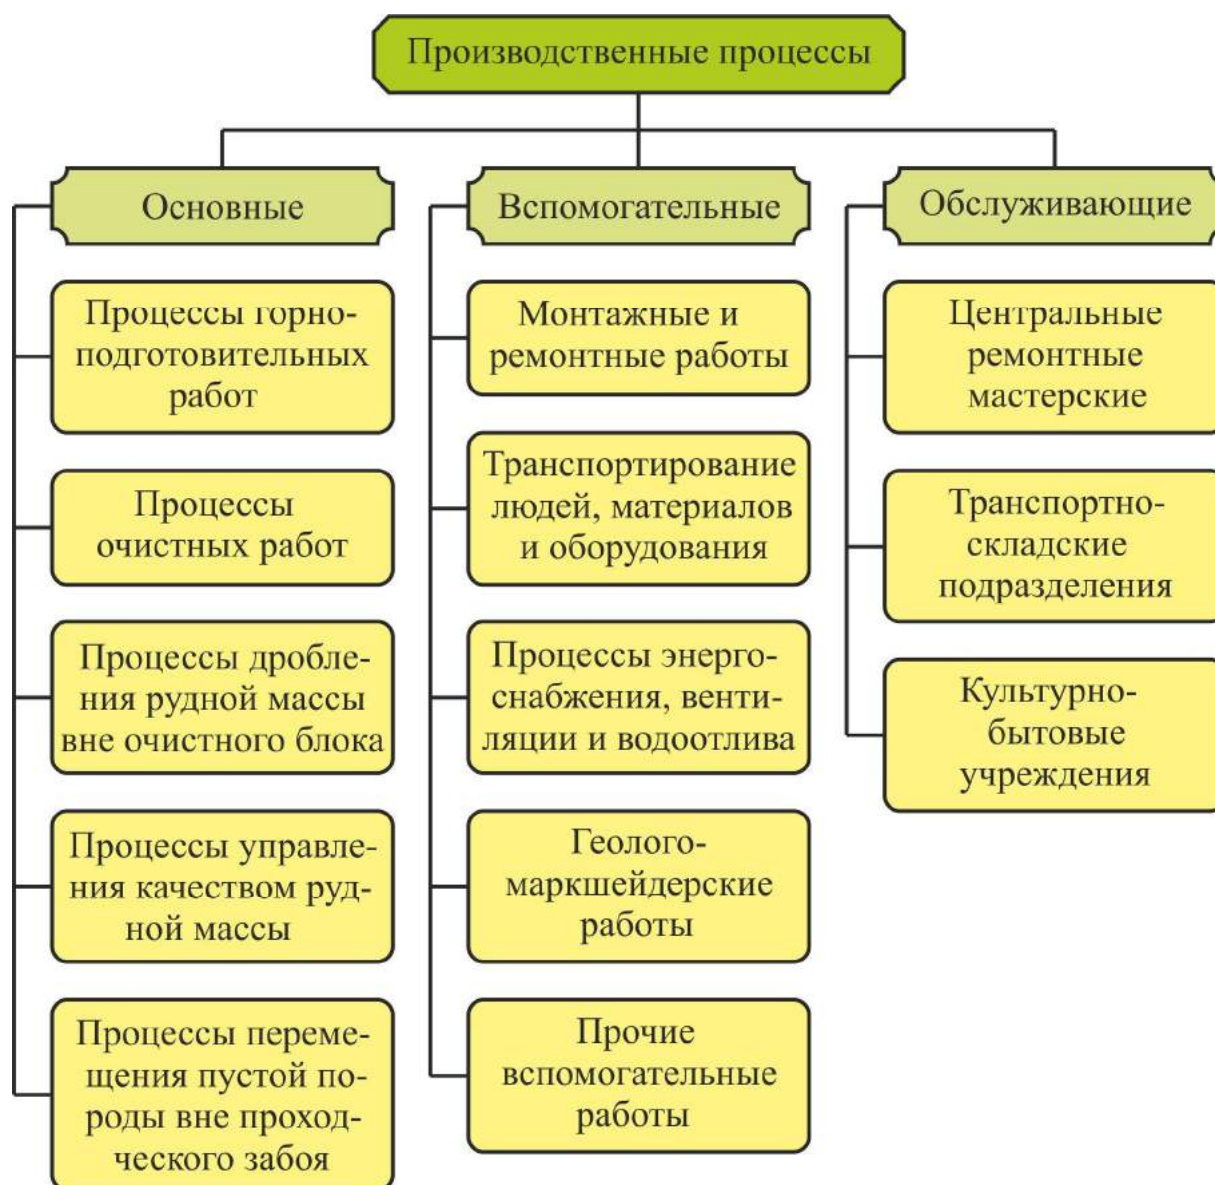 Производственные процессы
Основные
Процессы горно-
подготовительных
работ
Процессы
очистных работ
Процессы дробле-
ния рудной массы
вне очистного блока
Процессы управле-
ния качеством руд-
ной массы
Процессы переме-
щения пустой по-
роды вне проход-
ческого забоя
Вспомогательные
Монтажные и
ремонтные работы
Транспортирование
людей, материалов
и оборудования
Процессы энерго-
снабжения, венти-
ляции и водоотлива
Геолого-
маркшейдерские
работы
Прочие
вспомогательные
работы
Обслуживающие
Центральные
ремонтные
мастерские
Транспортно-
складские
подразделения
Культурно-
бытовые
учреждения